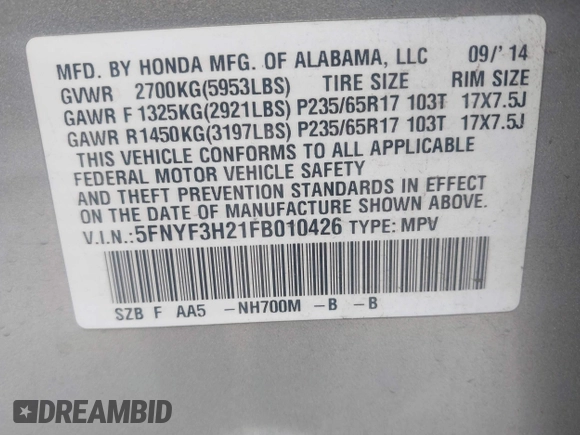 MFD. BY HONDA MFG. OF ALABAMA, LLC 09/'14
GVWR 2700KG(5953LBS) TIRE SIZE RIM SIZE
GAWR F 1325KG(2921LBS) P235/65R17 103T 17X7.5J
GAWR R1450KG(3197LBS) P235/65R17 103T 17X7.5J
THIS VEHICLE CONFORMS TO ALL APPLICABLE
FEDERAL MOTOR VEHICLE SAFETY
AND THEFT PREVENTION STANDARDS IN EFFECT
ON DATE OF MANUFACTURE SHOWN ABOVE.
V.I.N.:5FNYF3H21FB010426 TYPE: MPV
SZB F AA5 -NH700M -B -B
DREAMBID